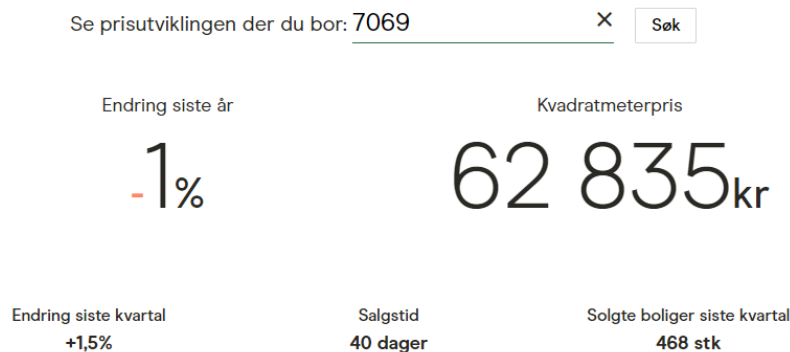 Se prisutviklingen der du bor: 7069 × Søk
Endring siste år Kvadratmeterpris
-1% 62 835kr
Endring siste kvartal Salgstid Solgte boliger siste kvartal
+1,5% 40 dager 468 stk